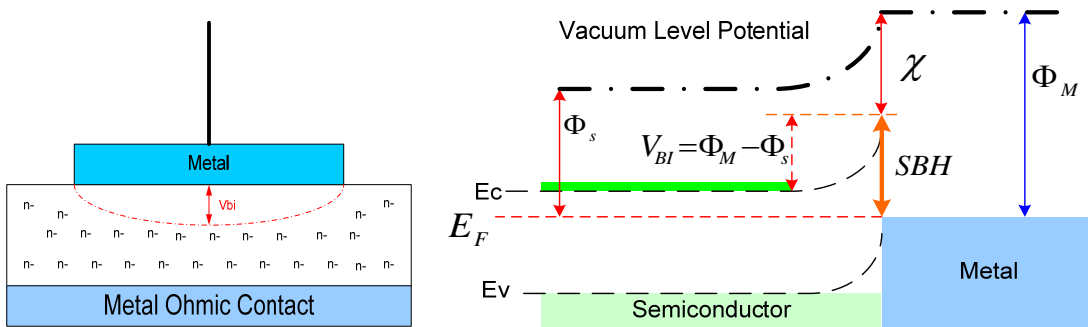 Metal
Vbi
n- n- n- n-
n- n- n- n- n- n- n- n- n- n-
n- n- n- n- n- n- n- n- n- n- n- n-
Metal Ohmic Contact
Vacuum Level Potential
χ
Φ_M
Φ_s
V_BI=Φ_M−Φ_s
SBH
Ec
E_F
Metal
Ev
Semiconductor